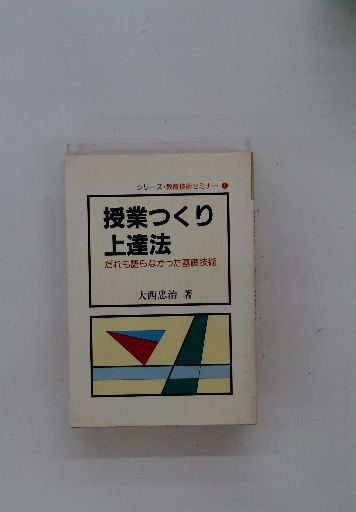 シリーズ・教育技術セミナー 1
授業つくり
上達法
だれも語らなかった基礎技術
大西忠治 著